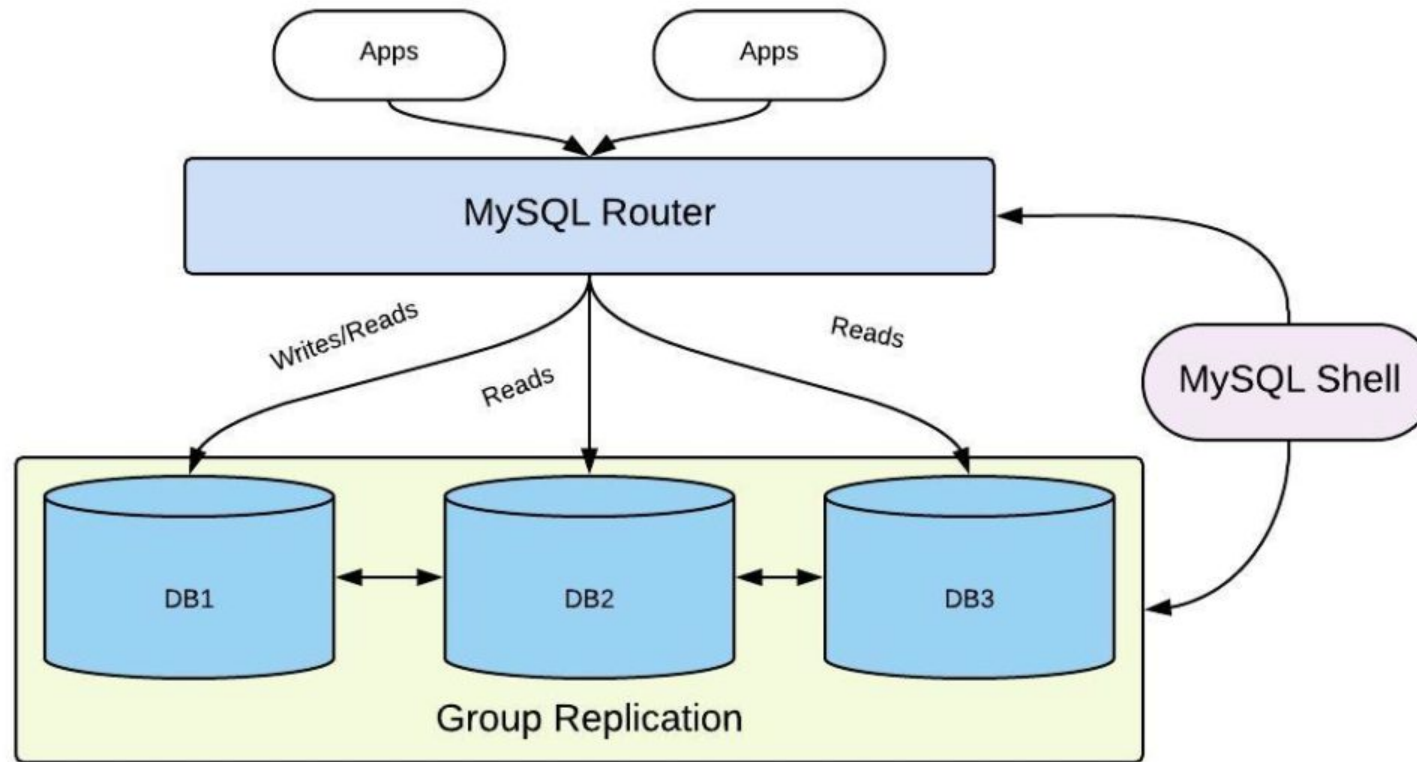 Apps
Apps
MySQL Router
Writes/Reads
Reads
Reads
MySQL Shell
DB1
DB2
DB3
Group Replication